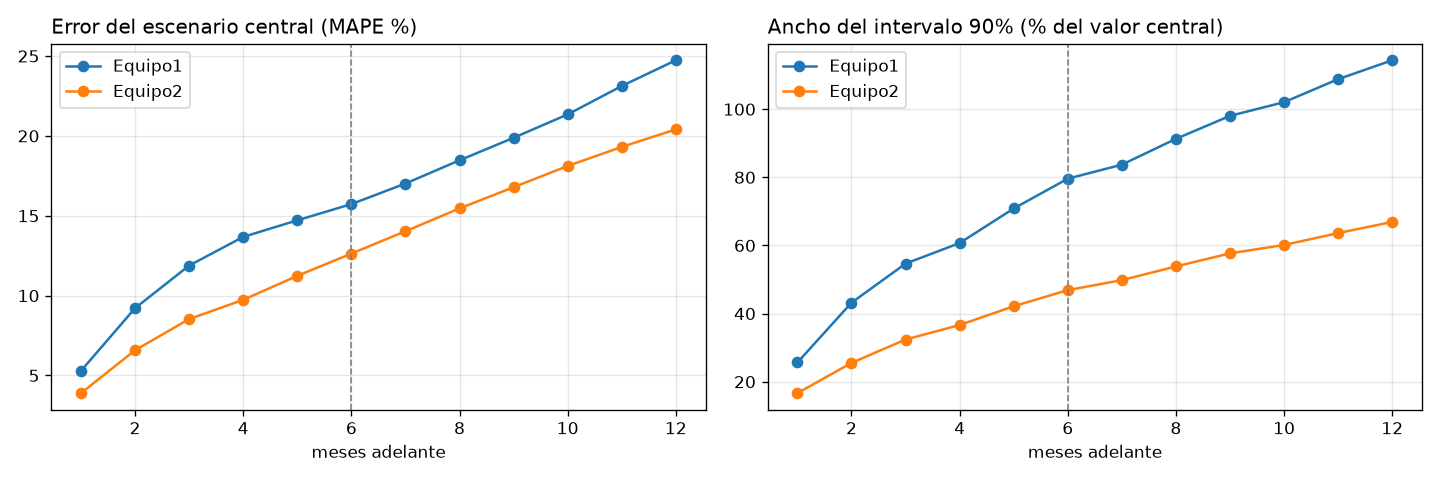 Error del escenario central (MAPE %)
Equipo1
Equipo2
25
20
15
10
5
2 4 6 8 10 12
meses adelante
Ancho del intervalo 90% (% del valor central)
Equipo1
Equipo2
100
80
60
40
20
2 4 6 8 10 12
meses adelante